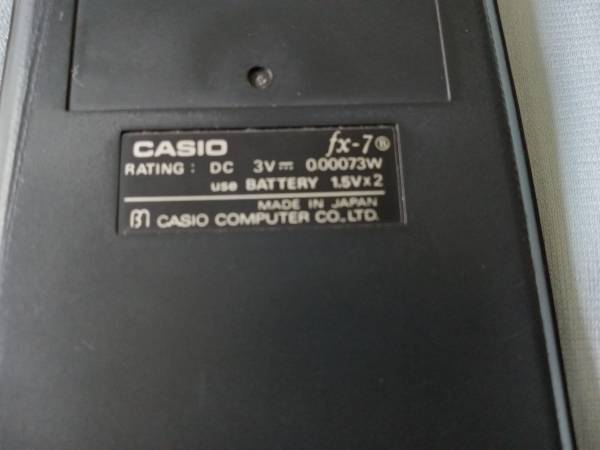 CASIO fx-7®
RATING: DC 3V⎓ 0.00073W
use BATTERY 1.5V×2
MADE IN JAPAN
CASIO COMPUTER CO.,LTD.